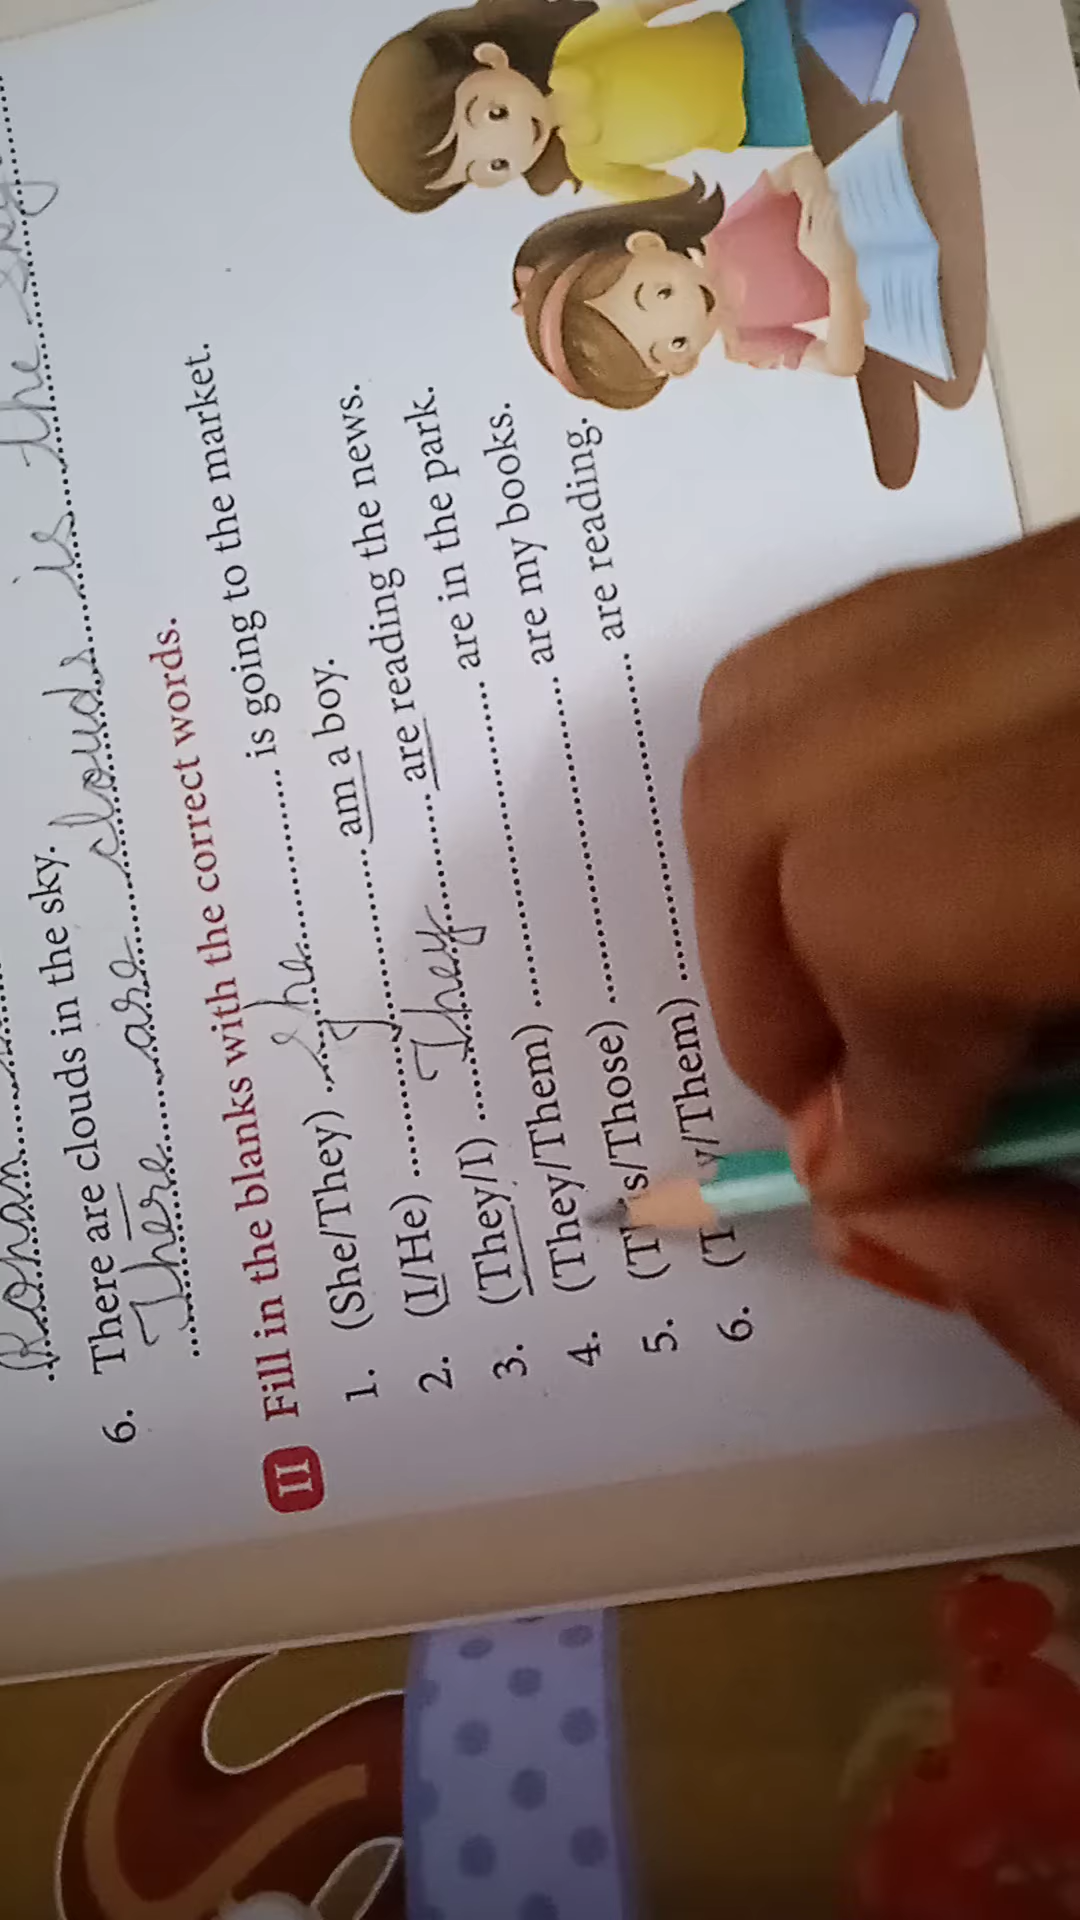 Rohan
6. There are clouds in the sky.
There are clouds is the sky
II Fill in the blanks with the correct words.
1. (She/They) She is going to the market.
2. (I/He) I am a boy.
3. (They/I) They are reading the news.
4. (They/Them) are in the park.
5. (This/Those) are my books.
6. (They/Them) are reading.